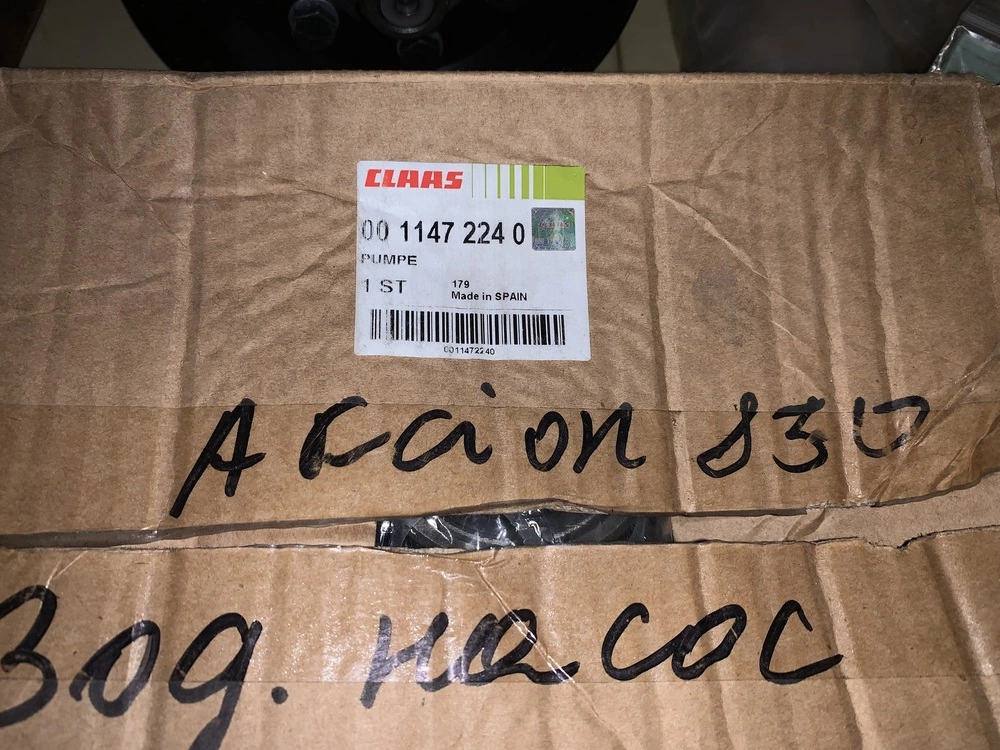 CLAAS
00 1147 224 0
PUMPE
1 ST 179
Made in SPAIN
0011472240
Axion 830
Вод. насос